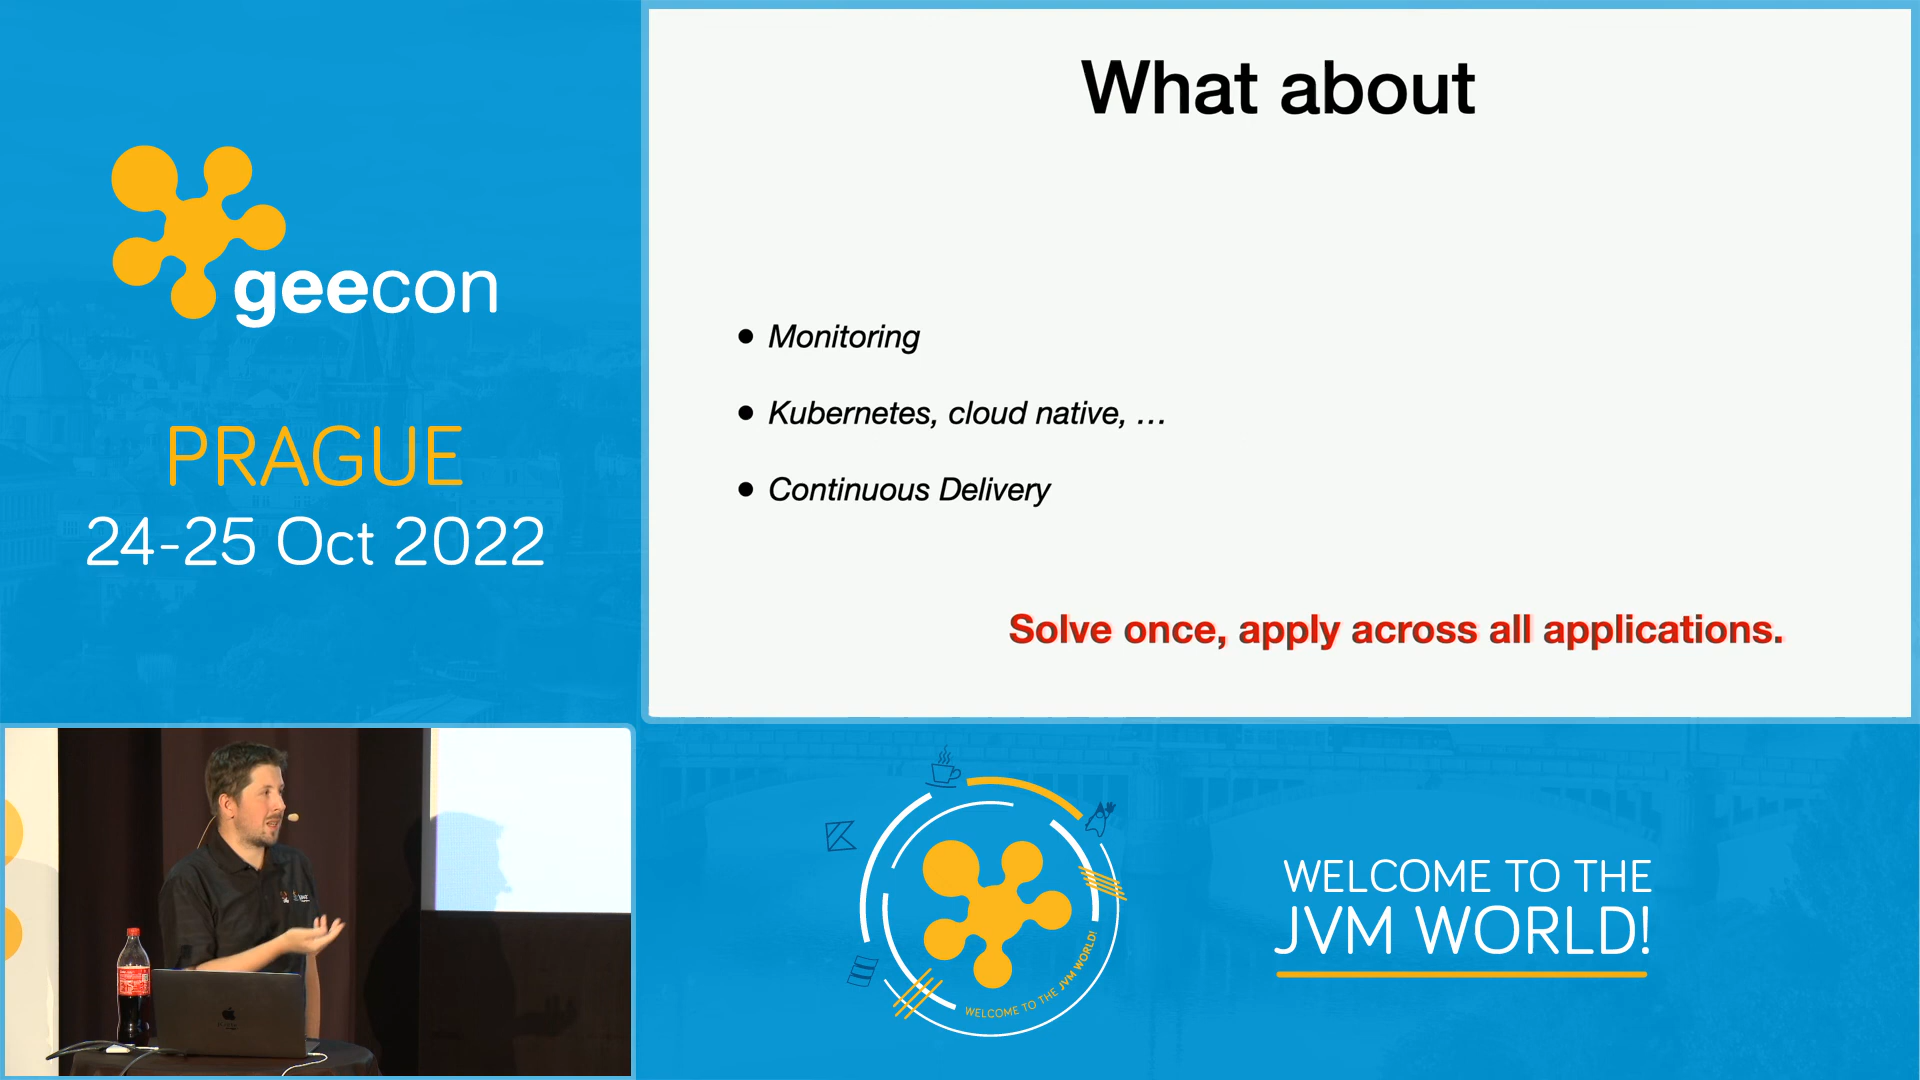 geecon
PRAGUE
24-25 Oct 2022
What about
• Monitoring
• Kubernetes, cloud native, …
• Continuous Delivery
Solve once, apply across all applications.
WELCOME TO THE JVM WORLD!
WELCOME TO THE
JVM WORLD!